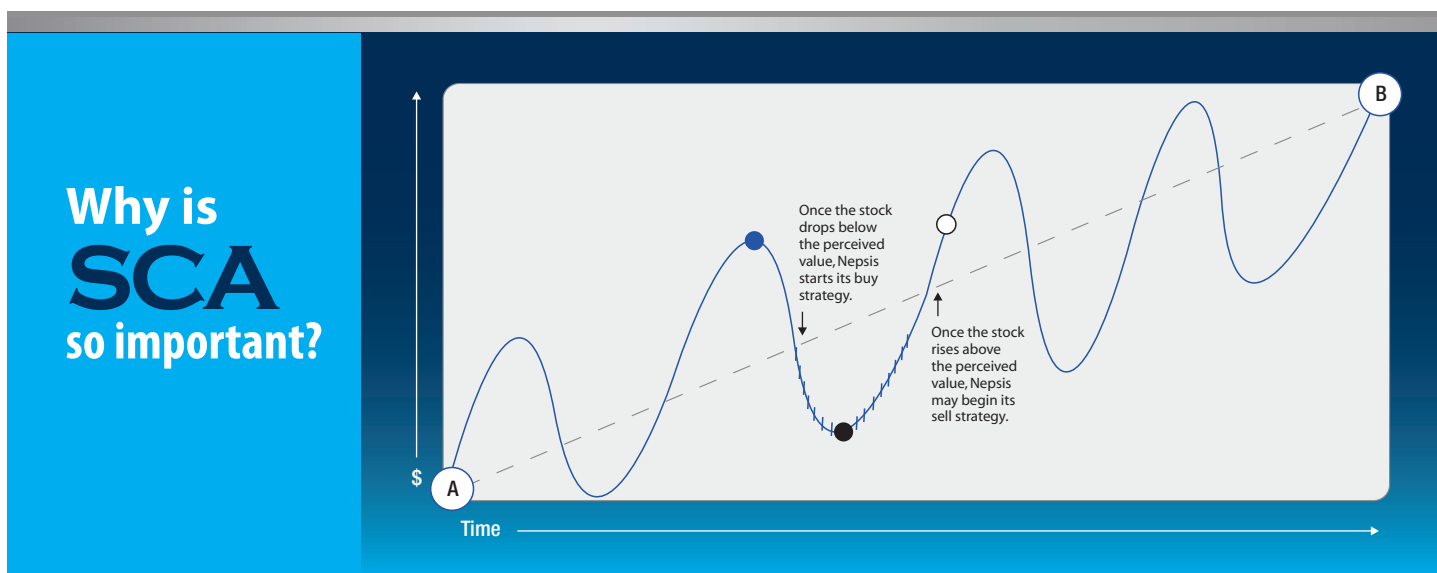 Why is
SCA
so important?
$
A
B
Once the stock
drops below
the perceived
value, Nepsis
starts its buy
strategy.
Once the stock
rises above
the perceived
value, Nepsis
may begin its
sell strategy.
Time